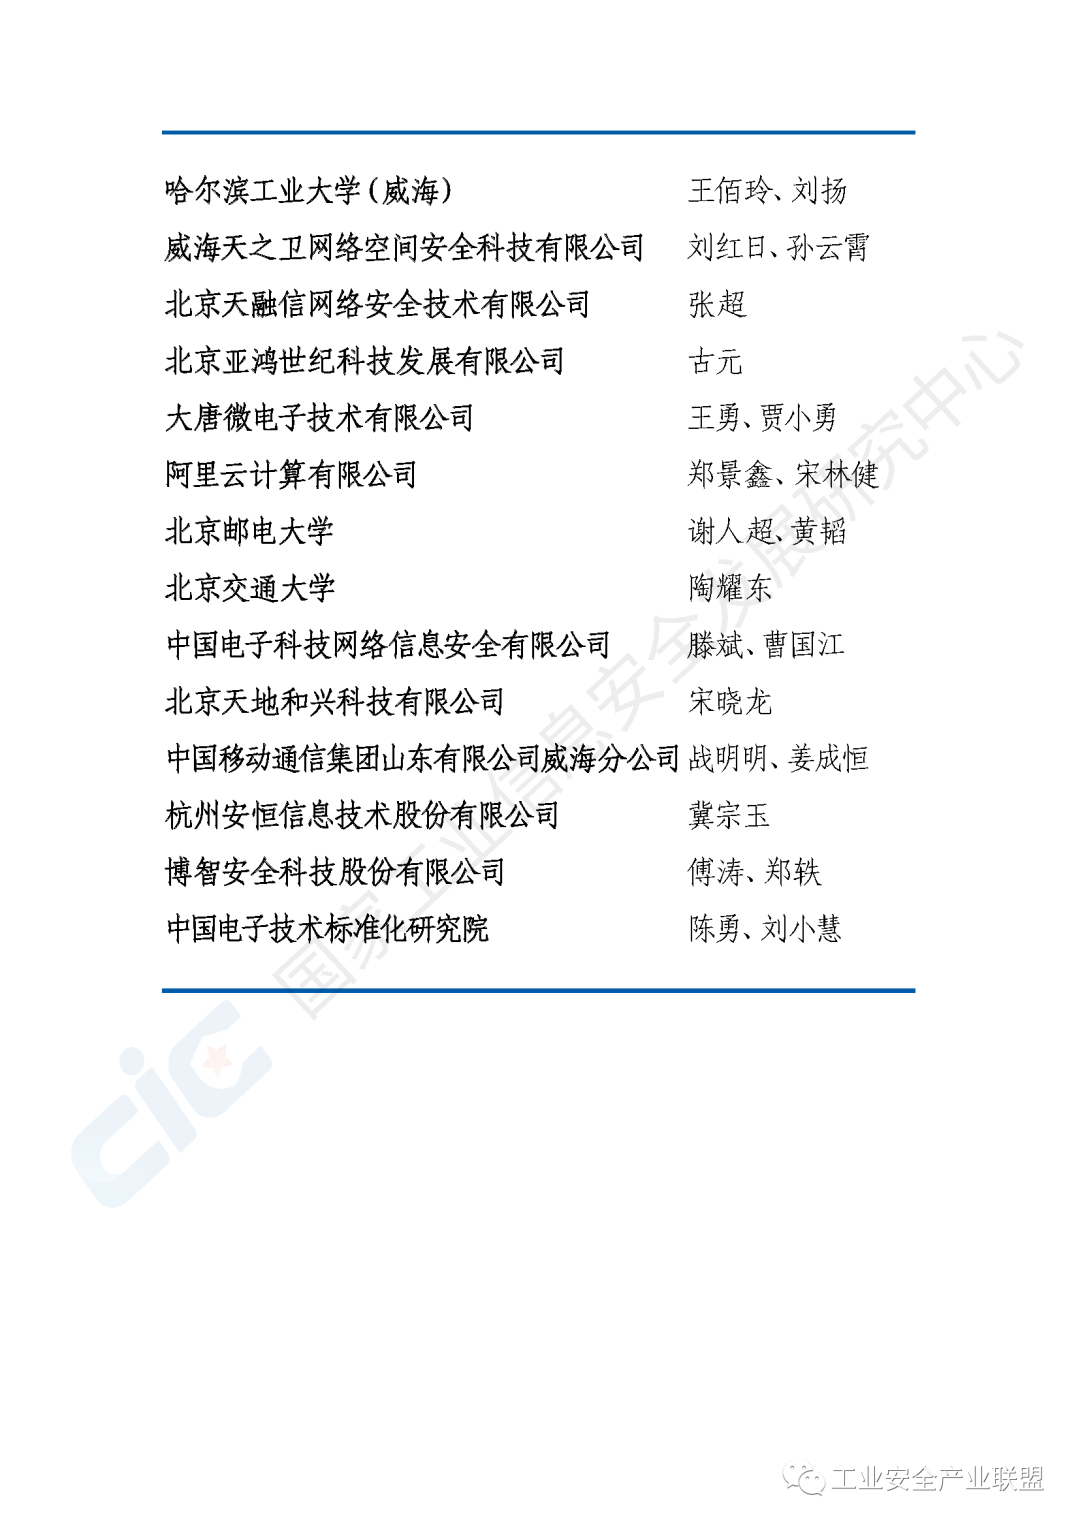 哈尔滨工业大学（威海） 王佰玲、刘扬
威海天之卫网络空间安全科技有限公司 刘红日、孙云霄
北京天融信网络安全技术有限公司 张超
北京亚鸿世纪科技发展有限公司 古元
大唐微电子技术有限公司 王勇、贾小勇
阿里云计算有限公司 郑景鑫、宋林健
北京邮电大学 谢人超、黄韬
北京交通大学 陶耀东
中国电子科技网络信息安全有限公司 滕斌、曹国江
北京天地和兴科技有限公司 宋晓龙
中国移动通信集团山东有限公司威海分公司 战明明、姜成恒
杭州安恒信息技术股份有限公司 冀宗玉
博智安全科技股份有限公司 傅涛、郑轶
中国电子技术标准化研究院 陈勇、刘小慧
国家工业信息安全发展研究中心
CIC
工业安全产业联盟